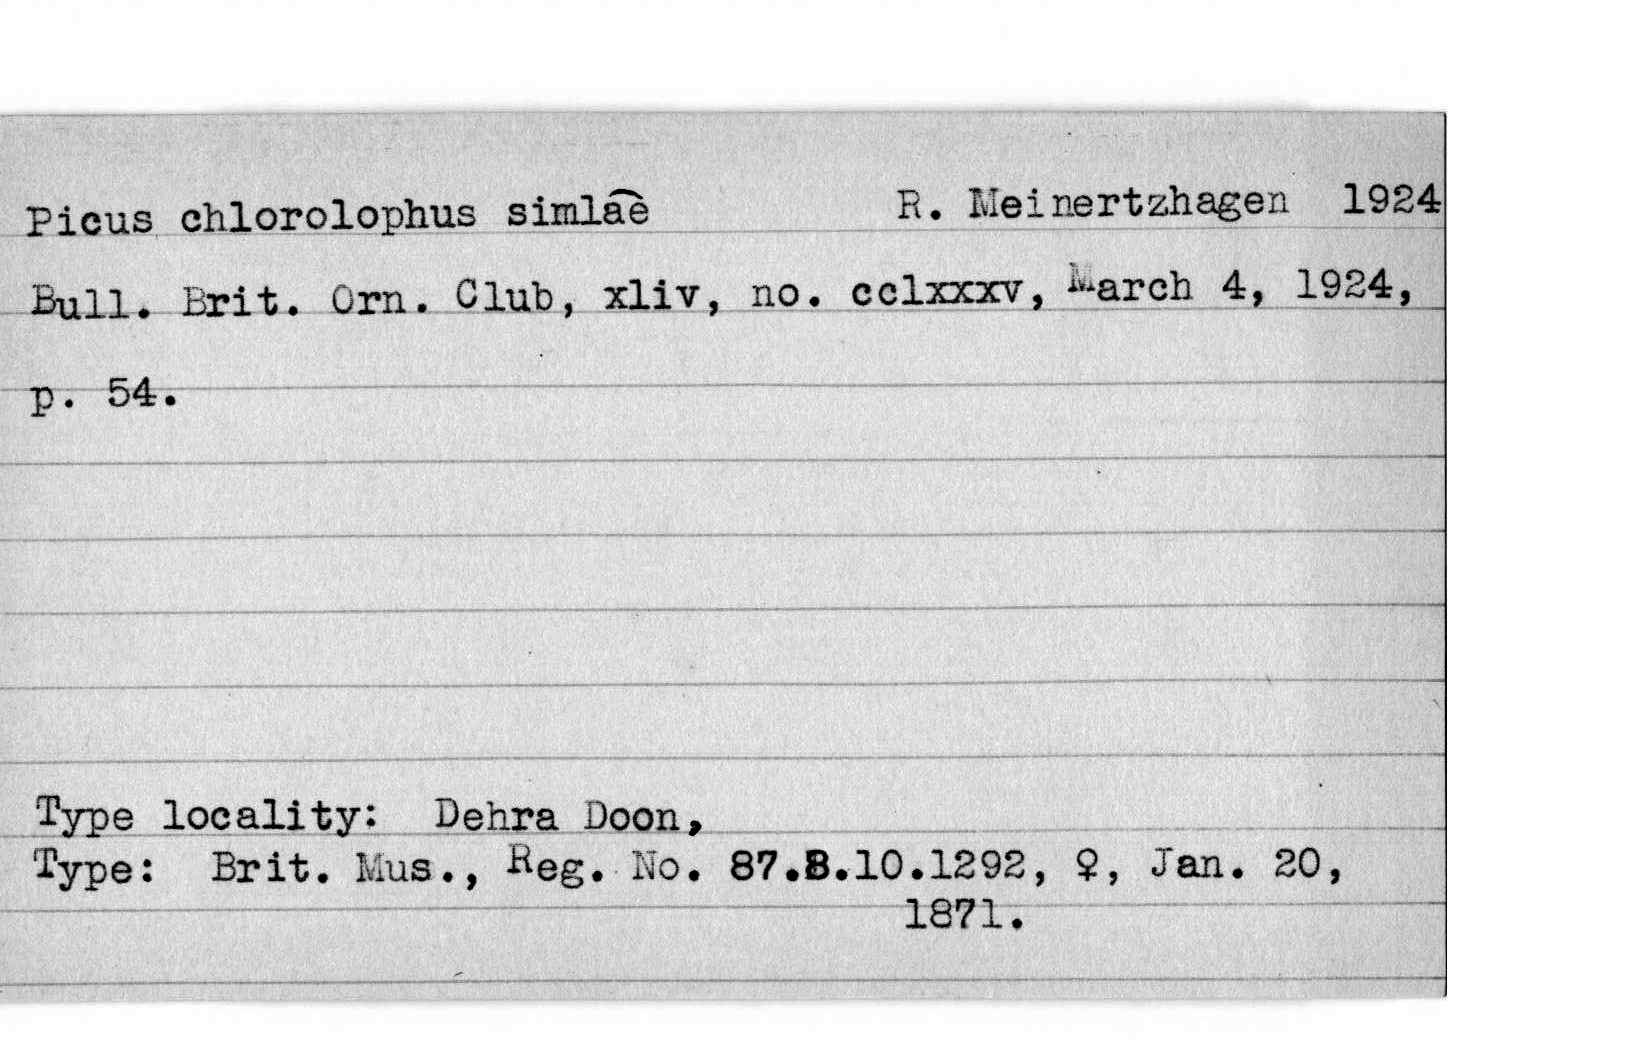 Picus chlorolophus simlae R. Meinertzhagen 1924
Bull. Brit. Orn. Club, xliv, no. cclxxxv, March 4, 1924,
p. 54.
Type locality: Dehra Doon,
Type: Brit. Mus., Reg. No. 87.8.10.1292, ♀, Jan. 20,
1871.